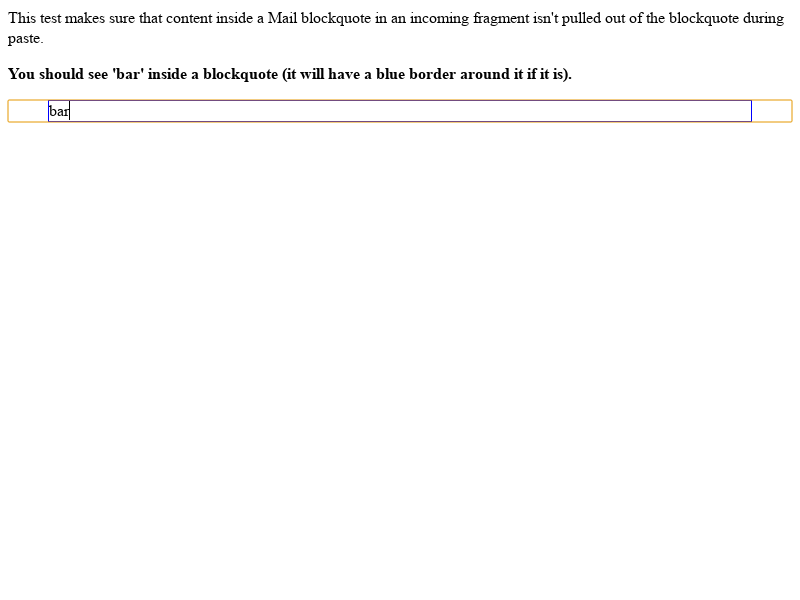 This test makes sure that content inside a Mail blockquote in an incoming fragment isn't pulled out of the blockquote during
paste.
You should see 'bar' inside a blockquote (it will have a blue border around it if it is).
bar